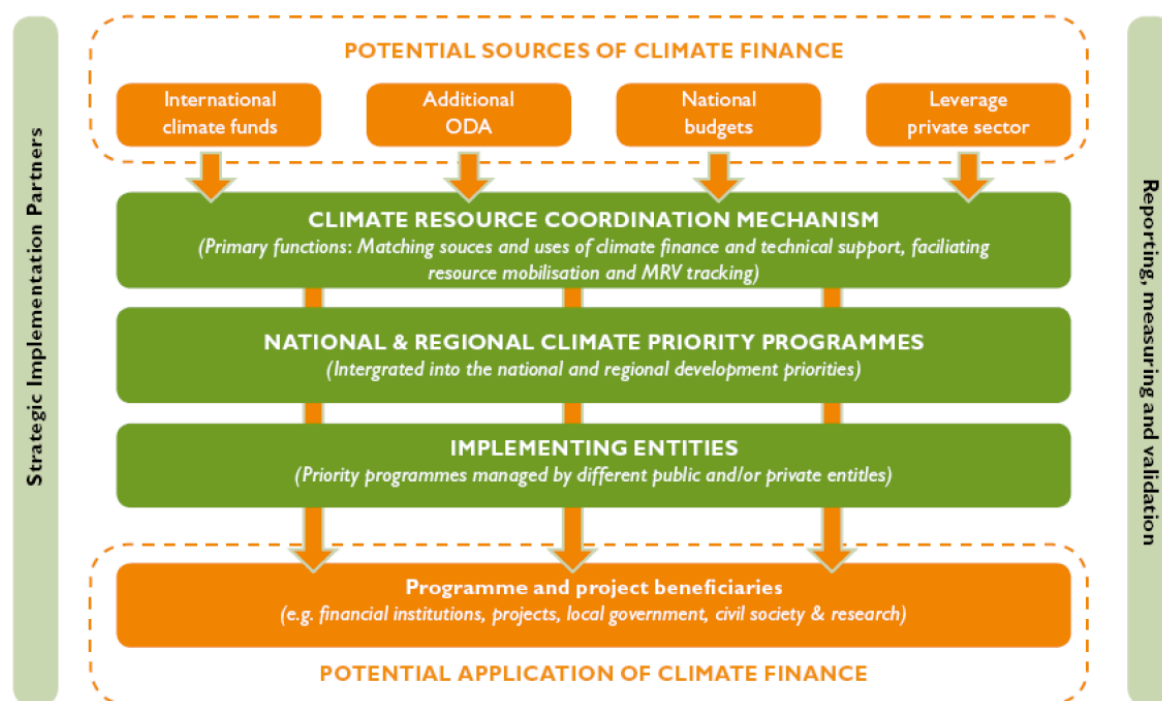 Strategic Implementation Partners
POTENTIAL SOURCES OF CLIMATE FINANCE
International
climate funds
Additional
ODA
National
budgets
Leverage
private sector
CLIMATE RESOURCE COORDINATION MECHANISM
(Primary functions: Matching souces and uses of climate finance and technical support, faciliating
resource mobilisation and MRV tracking)
NATIONAL & REGIONAL CLIMATE PRIORITY PROGRAMMES
(Intergrated into the national and regional development priorities)
IMPLEMENTING ENTITIES
(Priority programmes managed by different public and/or private entitles)
Programme and project beneficiaries
(e.g. financial institutions, projects, local government, civil society & research)
POTENTIAL APPLICATION OF CLIMATE FINANCE
Reporting, measuring and validation